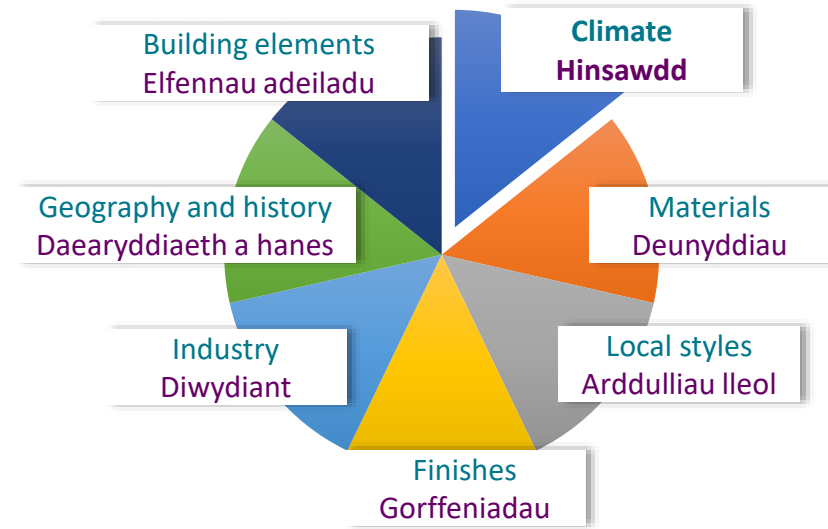 Climate
Hinsawdd
Materials
Deunyddiau
Local styles
Arddulliau lleol
Finishes
Gorffeniadau
Industry
Diwydiant
Geography and history
Daearyddiaeth a hanes
Building elements
Elfennau adeiladu